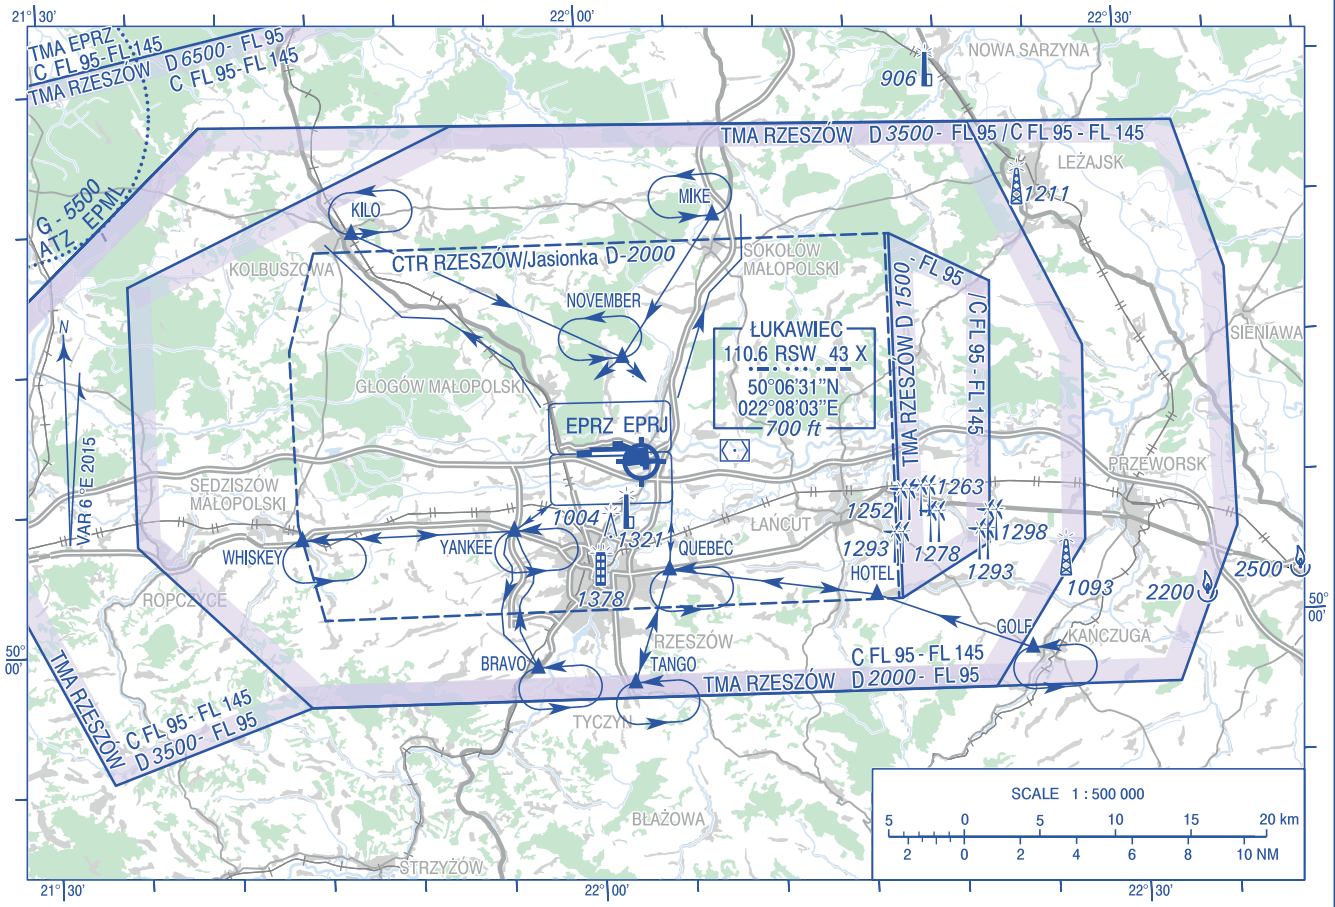 21°30'
22°00'
22°30'
TMA EPRZ
C FL 95-FL 145
TMA RZESZÓW D 6500 - FL 95
C FL 95-FL 145
NOWA SARZYNA
906
TMA RZESZÓW D 3500 - FL 95 / C FL 95 - FL 145
LEŻAJSK
1211
G - 5500
ATZ EPML
KILO
MIKE
KOLBUSZOWA
CTR RZESZÓW/Jasionka D-2000
SOKOŁÓW
MAŁOPOLSKI
NOVEMBER
TMA RZESZÓW D 1500 - FL 95 / C FL 95 - FL 145
SIENIAWA
N
VAR 6°E 2015
ŁUKAWIEC
110.6 RSW 43 X
50°06'31"N
022°08'03"E
700 ft
GŁOGÓW MAŁOPOLSKI
EPRZ EPRJ
PRZEWORSK
SĘDZISZÓW
MAŁOPOLSKI
1263
1252
1004
1321
ŁAŃCUT
1298
1293
1278
1293
WHISKEY
YANKEE
QUEBEC
HOTEL
1093
2200
2500
ROPCZYCE
1378
50°
00'
GOLF
KAŃCZUGA
RZESZÓW
BRAVO
TANGO
C FL 95 - FL 145
TMA RZESZÓW D 2000 - FL 95
50°
00'
TMA RZESZÓW
C FL 95 - FL 145
D 3500 - FL 95
TYCZYN
BŁAŻOWA
STRZYŻÓW
SCALE 1 : 500 000
5 0 5 10 15 20 km
2 0 2 4 6 8 10 NM
21°30'
22°00'
22°30'